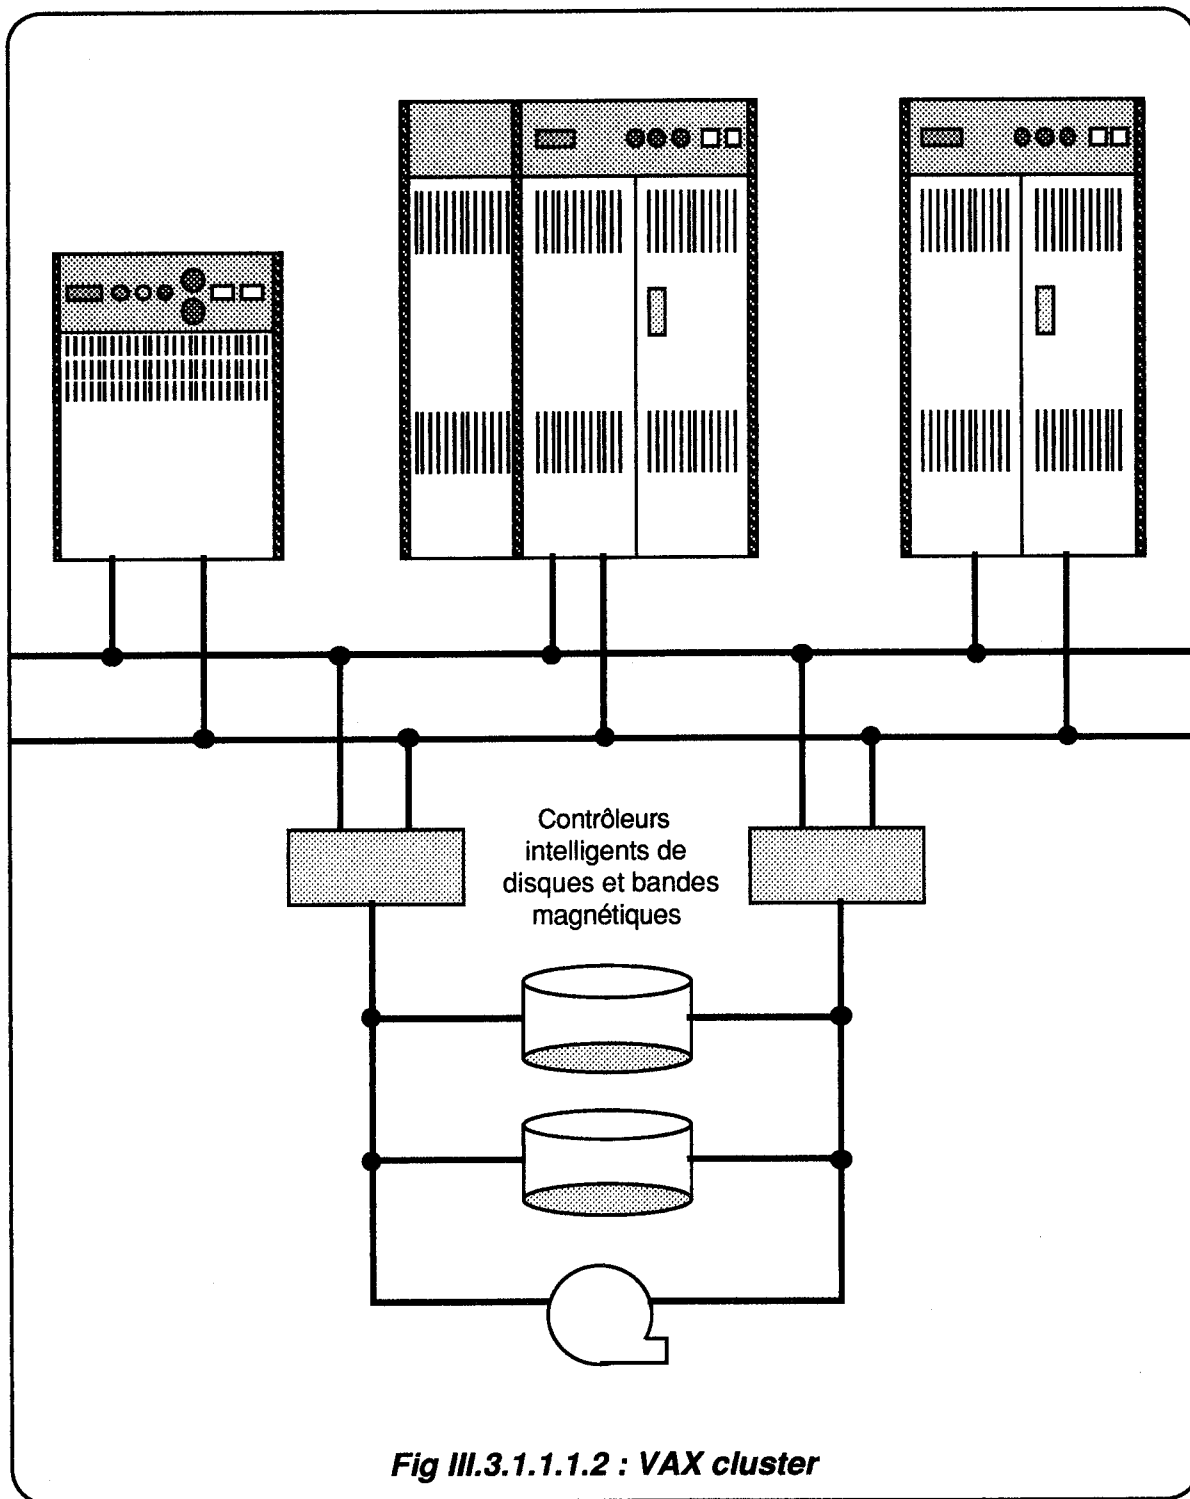 Contrôleurs
intelligents de
disques et bandes
magnétiques
Fig III.3.1.1.1.2 : VAX cluster